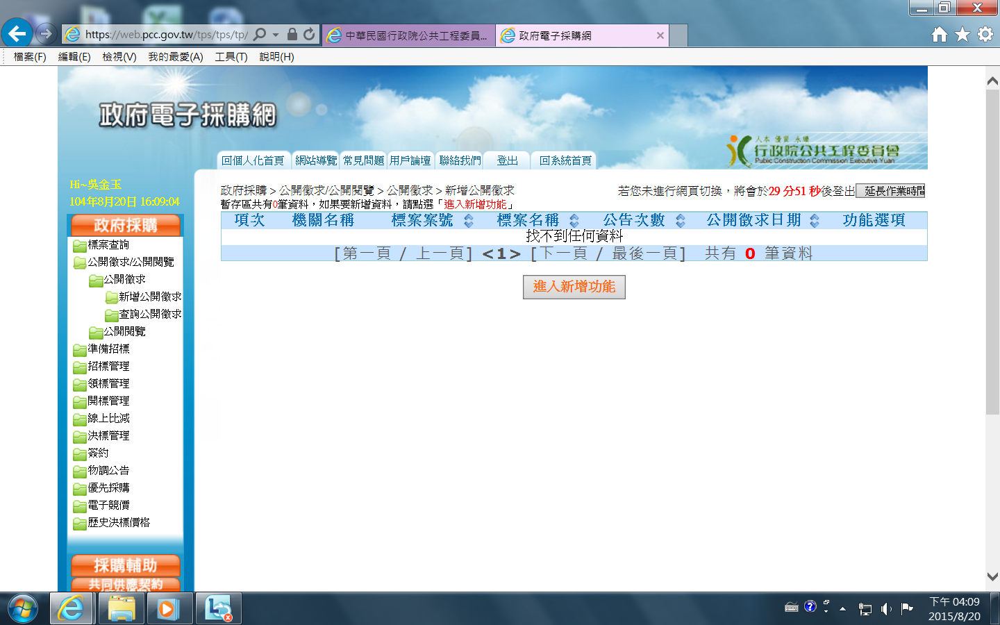 https://web.pcc.gov.tw/tps/tps/tp/
中華民國行政院公共工程委員...
政府電子採購網
檔案(F) 編輯(E) 檢視(V) 我的最愛(A) 工具(T) 說明(H)
政府電子採購網
人本 優質 永續
行政院公共工程委員會
Public Construction Commission Executive Yuan
回個人化首頁 網站導覽 常見問題 用戶論壇 聯絡我們 登出 回系統首頁
Hi~吳金玉
104年8月20日 16:09:04
政府採購
標案查詢
公開徵求/公開閱覽
公開徵求
新增公開徵求
查詢公開徵求
公開閱覽
準備招標
招標管理
領標管理
開標管理
線上比減
決標管理
簽約
物調公告
優先採購
電子競價
歷史決標價格
採購輔助
共同供應契約
政府採購 > 公開徵求/公開閱覽 > 公開徵求 > 新增公開徵求
若您未進行網頁切換，將會於29 分51 秒後登出 延長作業時間
暫存區共有0筆資料，如果要新增資料，請點選「進入新增功能」
項次 機關名稱 標案案號 標案名稱 公告次數 公開徵求日期 功能選項
找不到任何資料
[第一頁 / 上一頁] <1> [下一頁 / 最後一頁] 共有 0 筆資料
進入新增功能
下午 04:09
2015/8/20